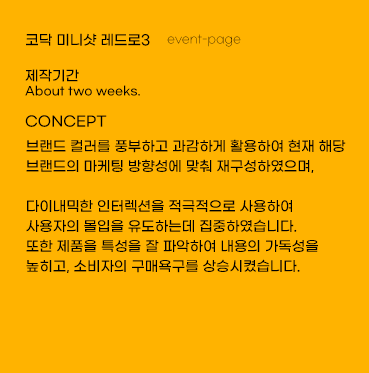 코닥 미니샷 레드로3 event-page
제작기간
About two weeks.
CONCEPT
브랜드 컬러를 풍부하고 과감하게 활용하여 현재 해당
브랜드의 마케팅 방향성에 맞춰 재구성하였으며,
다이내믹한 인터렉션을 적극적으로 사용하여
사용자의 몰입을 유도하는데 집중하였습니다.
또한 제품을 특성을 잘 파악하여 내용의 가독성을
높히고, 소비자의 구매욕구를 상승시켰습니다.